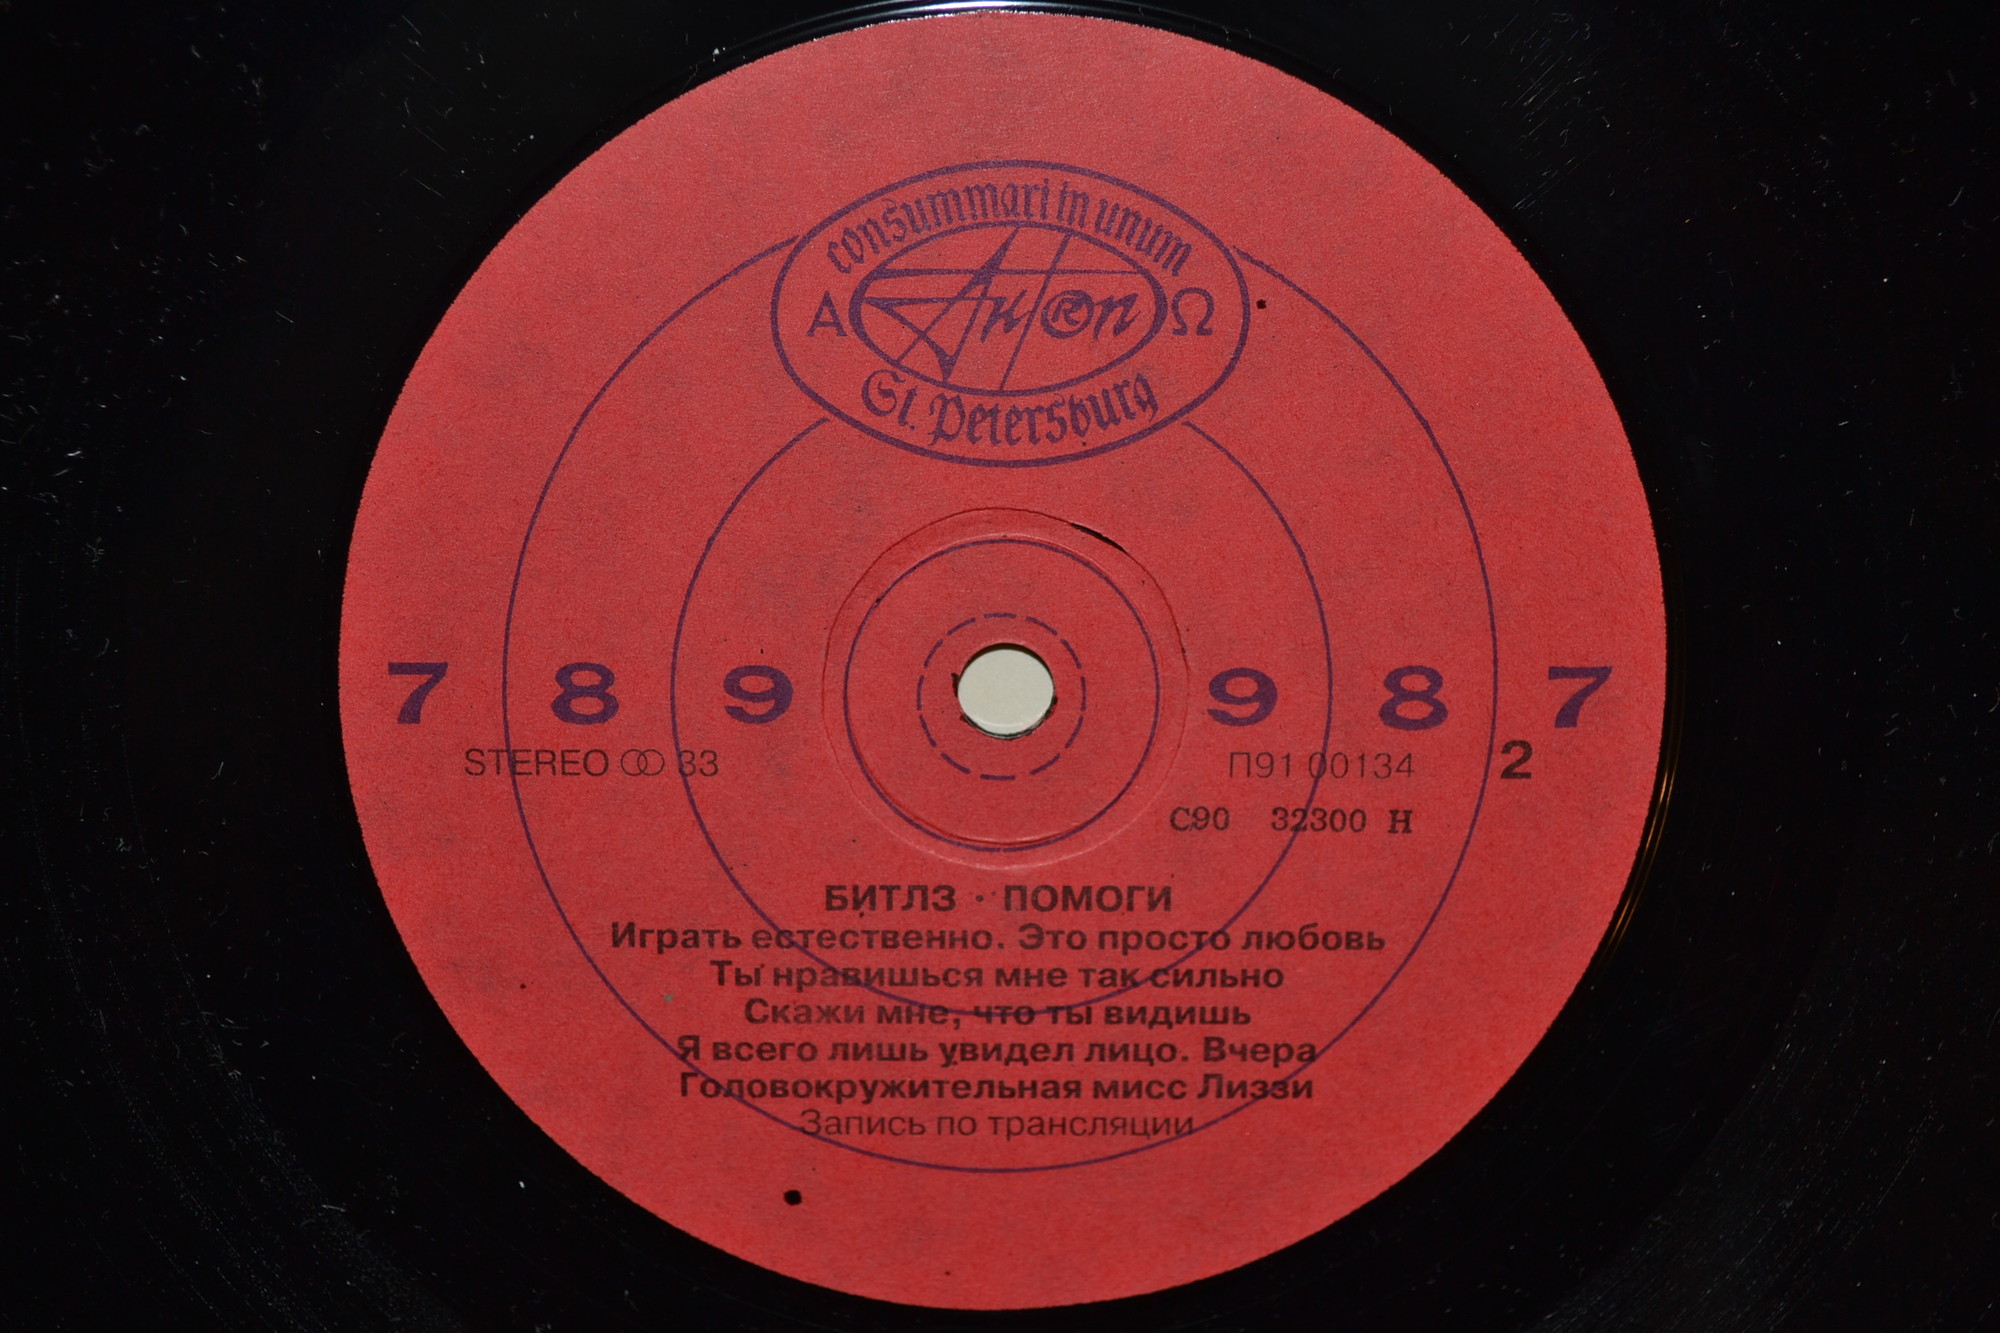 consummari in unum
Α АнТроп Ω
St. Petersburg
7 8 9 9 8 7
STEREO 33 П91 00134 2
С90 32300 Н
БИТЛЗ · ПОМОГИ
Играть естественно. Это просто любовь
Ты нравишься мне так сильно
Скажи мне, что ты видишь
Я всего лишь увидел лицо. Вчера
Головокружительная мисс Лиззи
Запись по трансляции